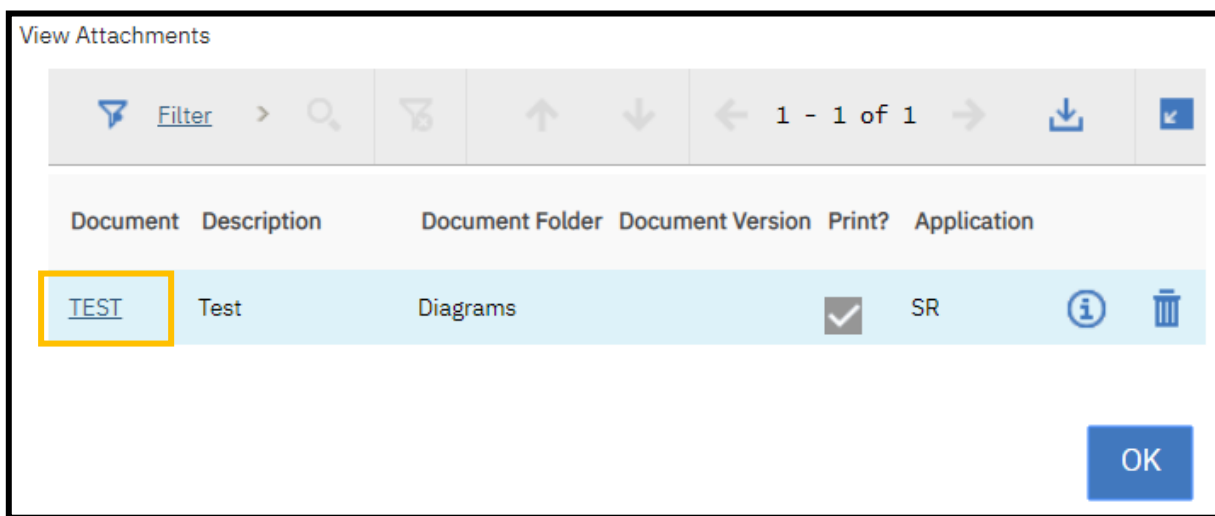 View Attachments
Filter > 1 - 1 of 1
Document Description Document Folder Document Version Print? Application
TEST Test Diagrams SR
OK